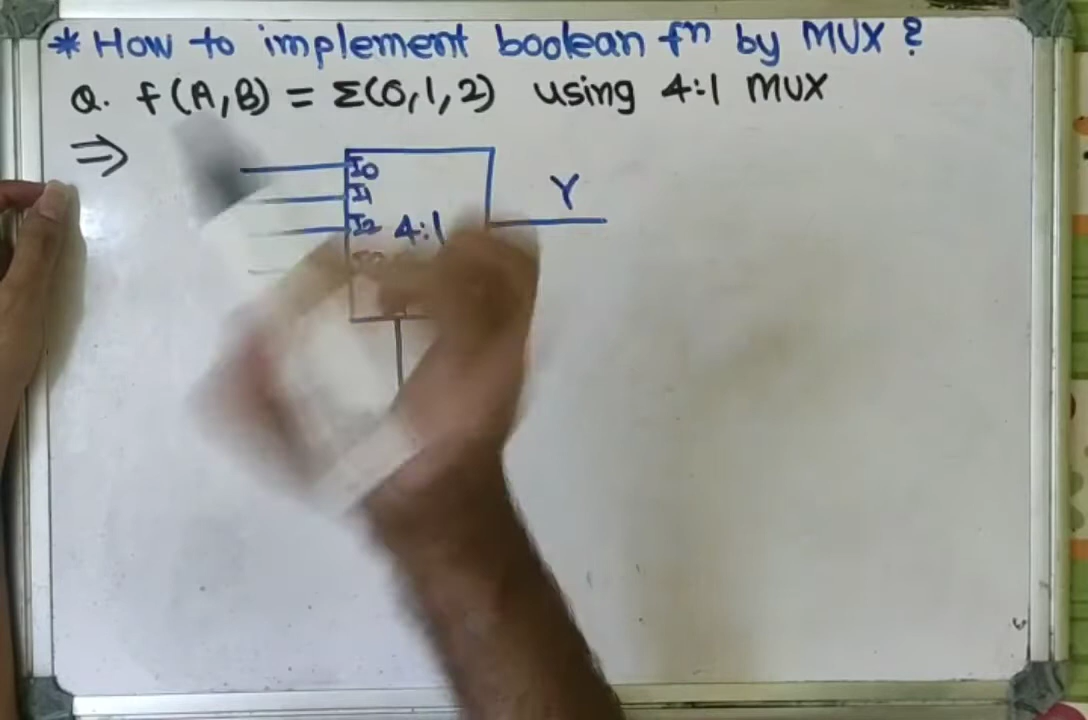 * How to implement boolean fⁿ by MUX ?
Q. f(A,B) = Σ(0,1,2) using 4:1 MUX
⇒
I0
I1
I2 4:1
Y